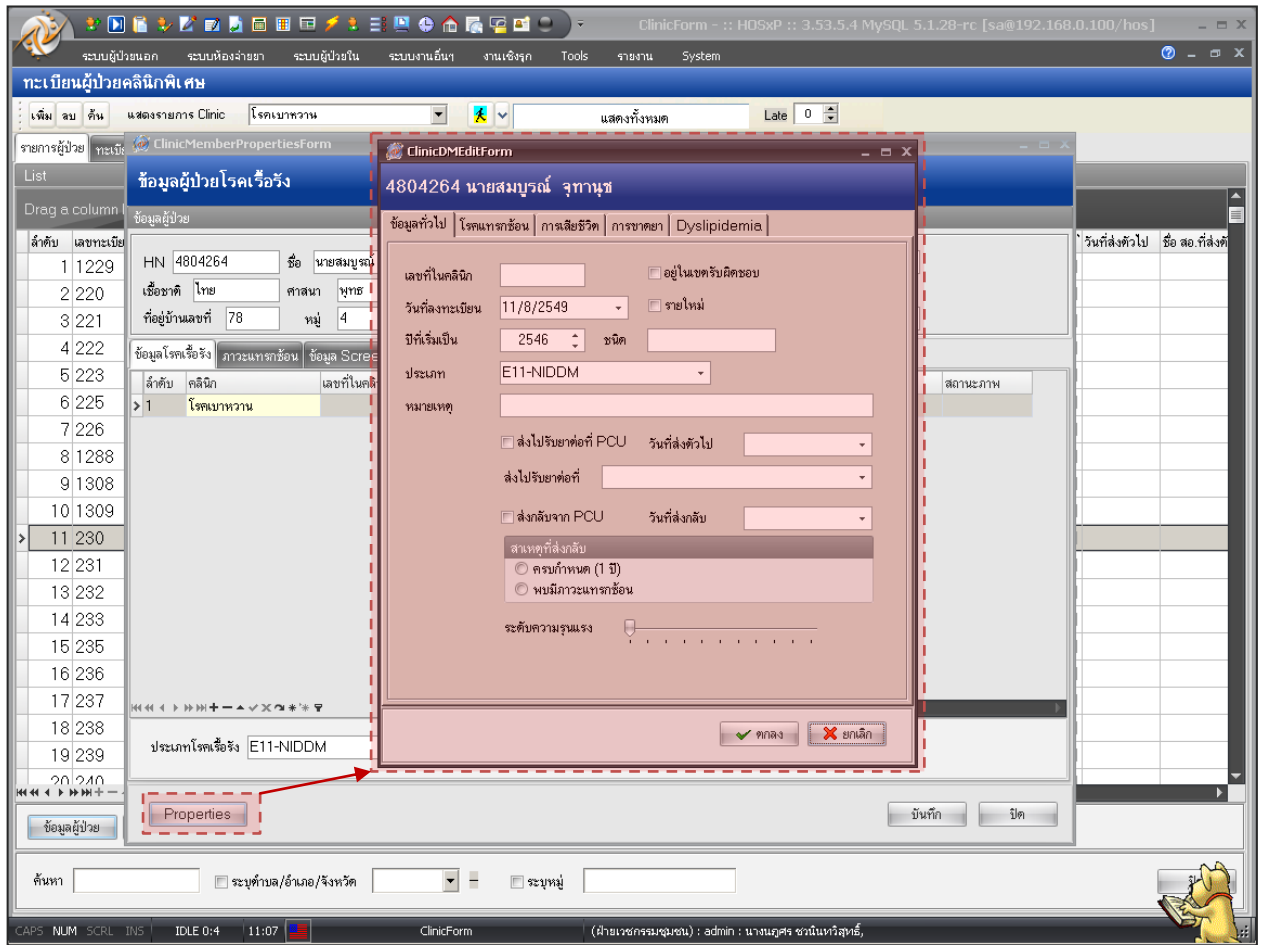 ClinicForm - :: HOSxP :: 3.53.5.4 MySQL 5.1.28-rc [sa@192.168.0.100/hos]
ระบบผู้ป่วยนอก ระบบห้องจ่ายยา ระบบผู้ป่วยใน ระบบงานอื่นๆ งานเชิงรุก Tools รายงาน System
ทะเบียนผู้ป่วยคลินิกพิเศษ
เพิ่ม ลบ ค้น แสดงรายการ Clinic โรคเบาหวาน แสดงทั้งหมด Late 0
รายการผู้ป่วย
List
Drag a column
ลำดับ เลขทะเบีย วันที่ส่งตัวไป ชื่อ สอ.ที่ส่งตั
1 1229
2 220
3 221
4 222
5 223
6 225
7 226
8 1288
9 1308
10 1309
11 230
12 231
13 232
14 233
15 235
16 236
17 237
18 238
19 239
20 240
ข้อมูลผู้ป่วย
ClinicMemberPropertiesForm
ข้อมูลผู้ป่วยโรคเรื้อรัง
ข้อมูลผู้ป่วย
HN 4804264 ชื่อ นายสมบูรณ์
เชื้อชาติ ไทย ศาสนา พุทธ
ที่อยู่บ้านเลขที่ 78 หมู่ 4
ข้อมูลโรคเรื้อรัง ภาวะแทรกซ้อน ข้อมูล Scree
ลำดับ คลินิก เลขที่ในคลิ สถานะภาพ
1 โรคเบาหวาน
ประเภทโรคเรื้อรัง E11-NIDDM
Properties บันทึก ปิด
ClinicDMEditForm
4804264 นายสมบูรณ์ จุทานุช
ข้อมูลทั่วไป โรคแทรกซ้อน การเสียชีวิต การขาดยา Dyslipidemia
เลขที่ในคลินิก อยู่ในเขตรับผิดชอบ
วันที่ลงทะเบียน 11/8/2549 รายใหม่
ปีที่เริ่มเป็น 2546 ชนิด
ประเภท E11-NIDDM
หมายเหตุ
ส่งไปรับยาต่อที่ PCU วันที่ส่งตัวไป
ส่งไปรับยาต่อที่
ส่งกลับจาก PCU วันที่ส่งกลับ
สาเหตุที่ส่งกลับ
ครบกำหนด (1 ปี)
พบมีภาวะแทรกซ้อน
ระดับความรุนแรง
ตกลง ยกเลิก
ค้นหา ระบุตำบล/อำเภอ/จังหวัด ระบุหมู่
CAPS NUM SCRL INS IDLE 0:4 11:07 ClinicForm